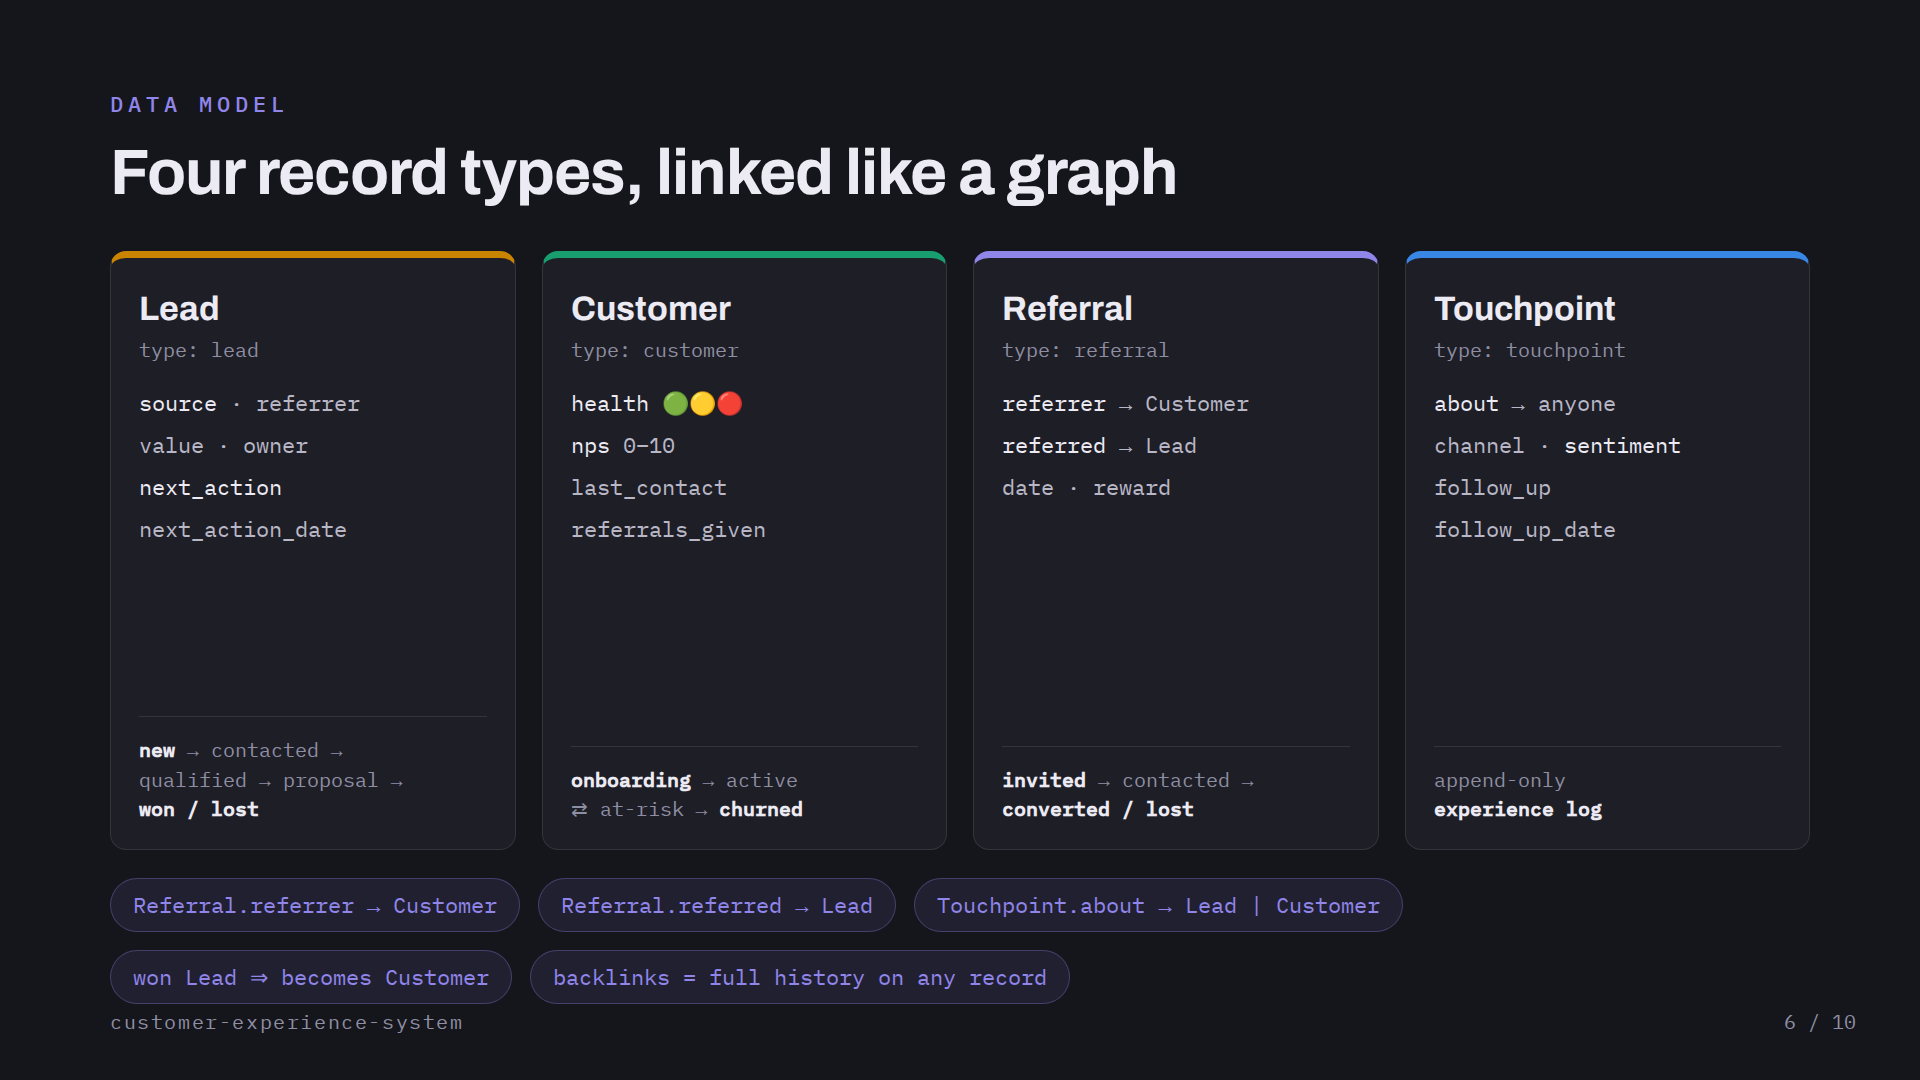 DATA MODEL
Four record types, linked like a graph
Lead
type: lead
source · referrer
value · owner
next_action
next_action_date
new → contacted →
qualified → proposal →
won / lost
Customer
type: customer
health 🟢🟡🔴
nps 0–10
last_contact
referrals_given
onboarding → active
⇄ at-risk → churned
Referral
type: referral
referrer → Customer
referred → Lead
date · reward
invited → contacted →
converted / lost
Touchpoint
type: touchpoint
about → anyone
channel · sentiment
follow_up
follow_up_date
append-only
experience log
Referral.referrer → Customer
Referral.referred → Lead
Touchpoint.about → Lead | Customer
won Lead ⇒ becomes Customer
backlinks = full history on any record
customer-experience-system
6 / 10